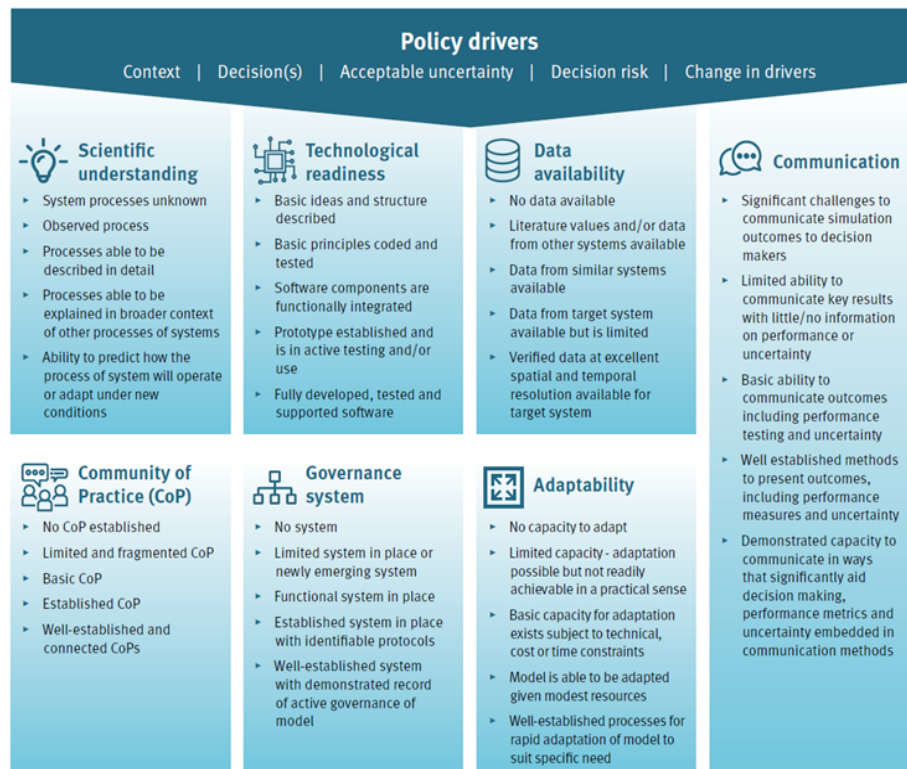 Policy drivers
Context | Decision(s) | Acceptable uncertainty | Decision risk | Change in drivers
Scientific
understanding
System processes unknown
Observed process
Processes able to be
described in detail
Processes able to be
explained in broader context
of other processes of systems
Ability to predict how the
process of system will operate
or adapt under new
conditions
Technological
readiness
Basic ideas and structure
described
Basic principles coded and
tested
Software components are
functionally integrated
Prototype established and
is in active testing and/or
use
Fully developed, tested and
supported software
Data
availability
No data available
Literature values and/or data
from other systems available
Data from similar systems
available
Data from target system
available but is limited
Verified data at excellent
spatial and temporal
resolution available for
target system
Communication
Significant challenges to
communicate simulation
outcomes to decision
makers
Limited ability to
communicate key results
with little/no information
on performance or
uncertainty
Basic ability to
communicate outcomes
including performance
testing and uncertainty
Well established methods
to present outcomes,
including performance
measures and uncertainty
Demonstrated capacity to
communicate in ways
that significantly aid
decision making,
performance metrics and
uncertainty embedded in
communication methods
Community of
Practice (CoP)
No CoP established
Limited and fragmented CoP
Basic CoP
Established CoP
Well-established and
connected CoPs
Governance
system
No system
Limited system in place or
newly emerging system
Functional system in place
Established system in place
with identifiable protocols
Well-established system
with demonstrated record
of active governance of
model
Adaptability
No capacity to adapt
Limited capacity - adaptation
possible but not readily
achievable in a practical sense
Basic capacity for adaptation
exists subject to technical,
cost or time constraints
Model is able to be adapted
given modest resources
Well-established processes for
rapid adaptation of model to
suit specific need